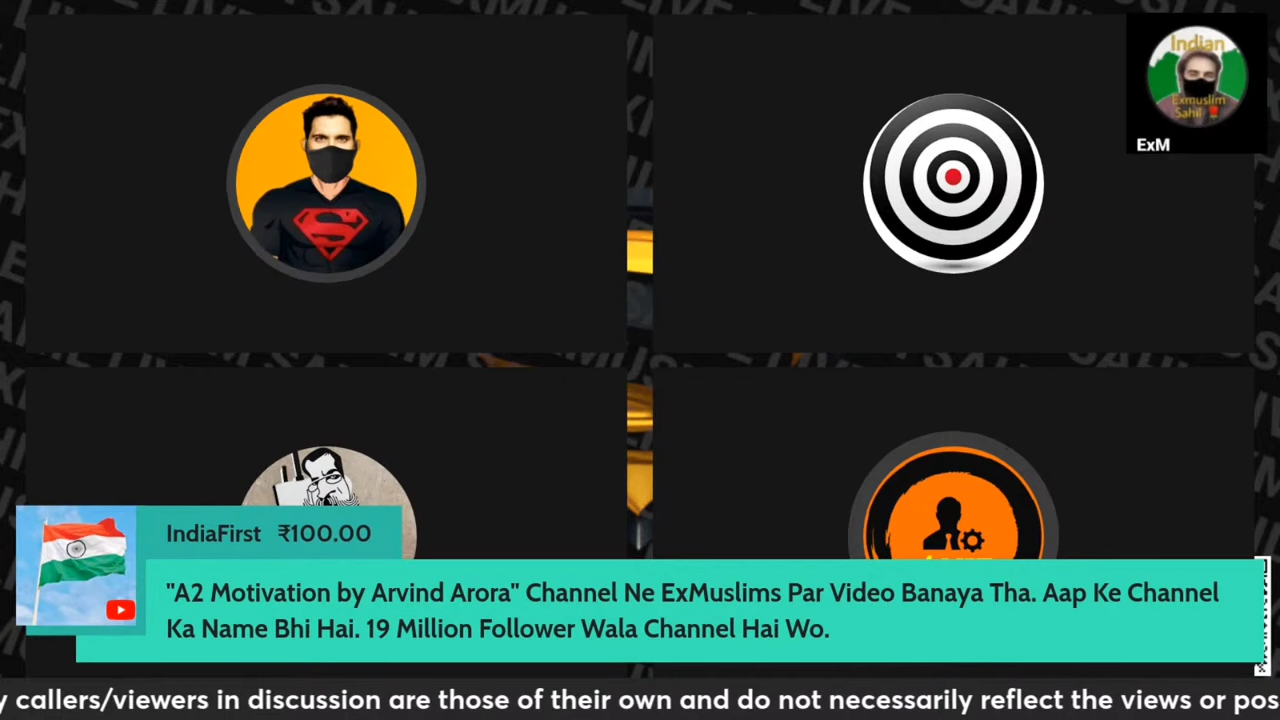 Indian
Exmuslim
Sahil
ExM
IndiaFirst ₹100.00
"A2 Motivation by Arvind Arora" Channel Ne ExMuslims Par Video Banaya Tha. Aap Ke Channel
Ka Name Bhi Hai. 19 Million Follower Wala Channel Hai Wo.
callers/viewers in discussion are those of their own and do not necessarily reflect the views or